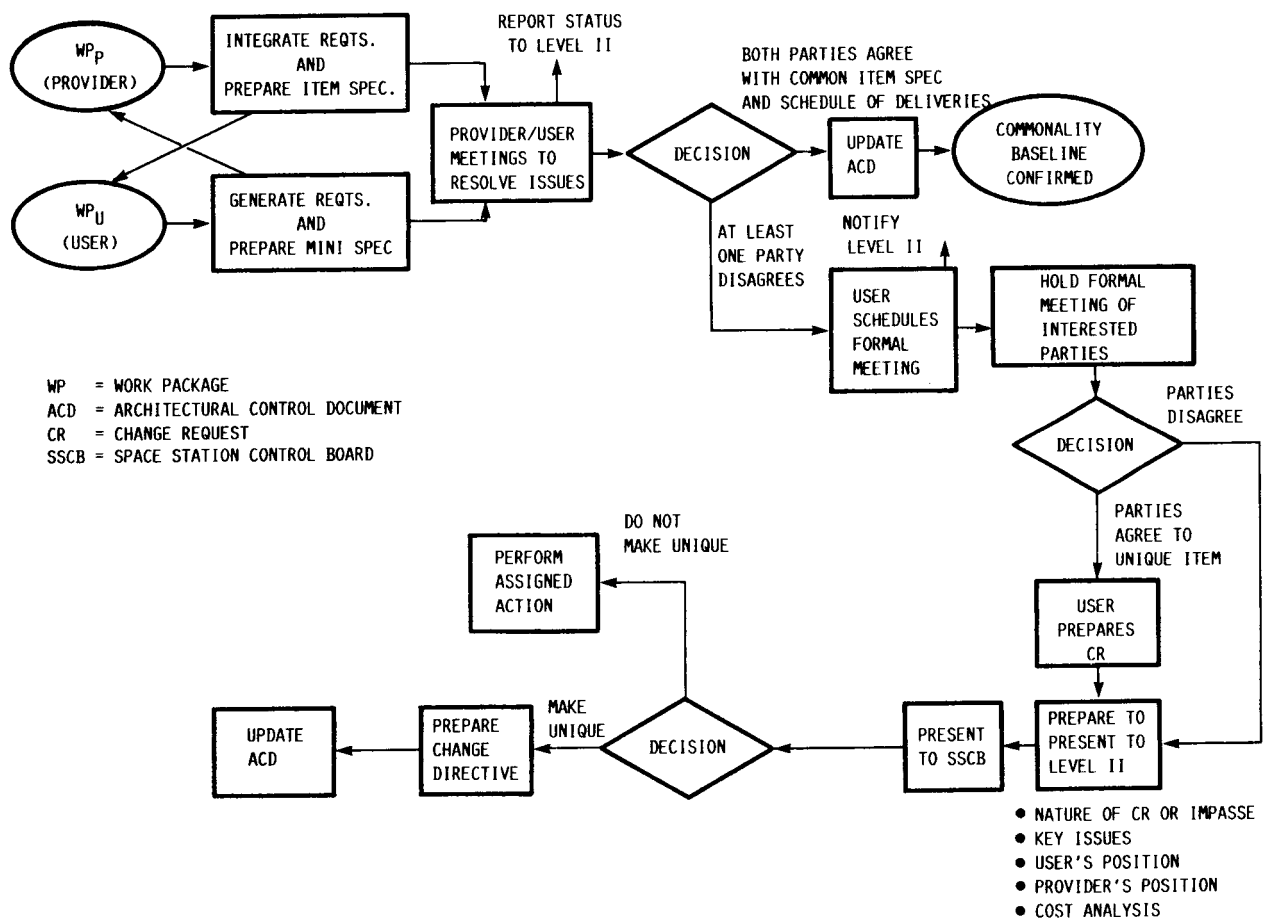 WPP
(PROVIDER)
INTEGRATE REQTS.
AND
PREPARE ITEM SPEC.
REPORT STATUS
TO LEVEL II
BOTH PARTIES AGREE
WITH COMMON ITEM SPEC
AND SCHEDULE OF DELIVERIES
PROVIDER/USER
MEETINGS TO
RESOLVE ISSUES
DECISION
UPDATE
ACD
COMMONALITY
BASELINE
CONFIRMED
WPU
(USER)
GENERATE REQTS.
AND
PREPARE MINI SPEC
AT LEAST
ONE PARTY
DISAGREES
NOTIFY
LEVEL II
USER
SCHEDULES
FORMAL
MEETING
HOLD FORMAL
MEETING OF
INTERESTED
PARTIES
WP = WORK PACKAGE
ACD = ARCHITECTURAL CONTROL DOCUMENT
CR = CHANGE REQUEST
SSCB = SPACE STATION CONTROL BOARD
DECISION
PARTIES
DISAGREE
PARTIES
AGREE TO
UNIQUE ITEM
USER
PREPARES
CR
PREPARE TO
PRESENT TO
LEVEL II
● NATURE OF CR OR IMPASSE
● KEY ISSUES
● USER'S POSITION
● PROVIDER'S POSITION
● COST ANALYSIS
PRESENT
TO SSCB
DECISION
DO NOT
MAKE UNIQUE
PERFORM
ASSIGNED
ACTION
MAKE
UNIQUE
PREPARE
CHANGE
DIRECTIVE
UPDATE
ACD